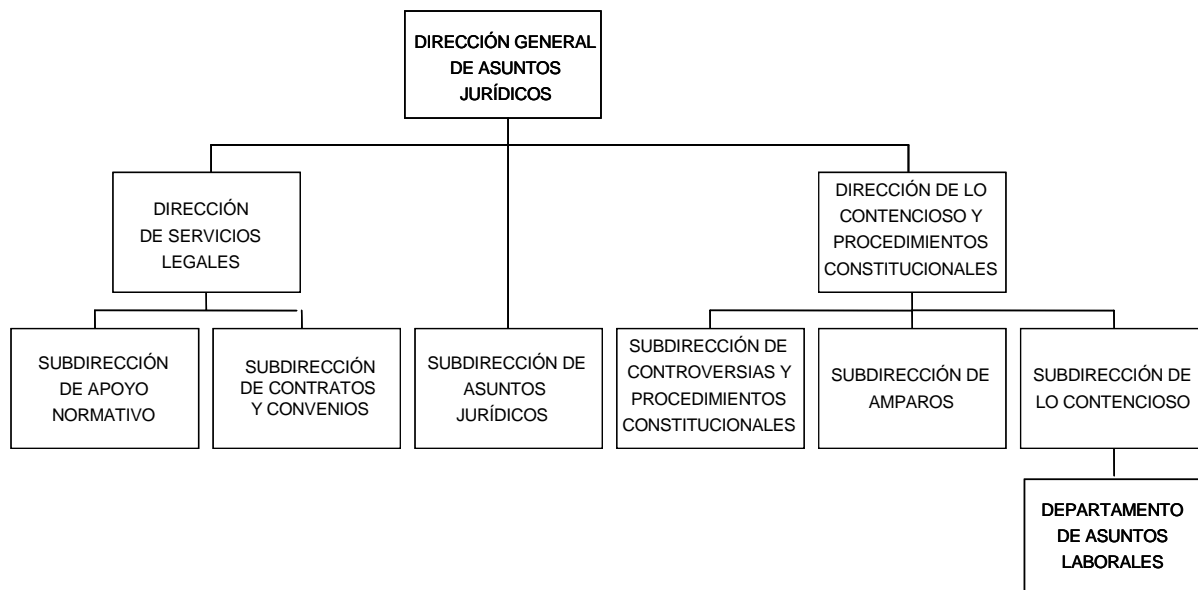 DIRECCIÓN GENERAL
DE ASUNTOS
JURÍDICOS
DIRECCIÓN
DE SERVICIOS
LEGALES
DIRECCIÓN DE LO
CONTENCIOSO Y
PROCEDIMIENTOS
CONSTITUCIONALES
SUBDIRECCIÓN
DE APOYO
NORMATIVO
SUBDIRECCIÓN
DE CONTRATOS
Y CONVENIOS
SUBDIRECCIÓN DE
ASUNTOS
JURÍDICOS
SUBDIRECCIÓN DE
CONTROVERSIAS Y
PROCEDIMIENTOS
CONSTITUCIONALES
SUBDIRECCIÓN DE
AMPAROS
SUBDIRECCIÓN DE
LO CONTENCIOSO
DEPARTAMENTO
DE ASUNTOS
LABORALES